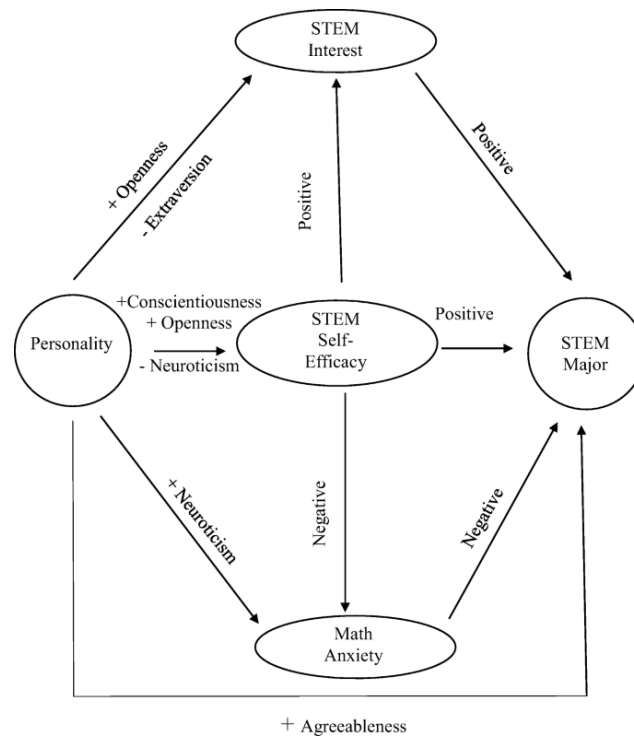 STEM
Interest
+ Openness
- Extraversion
Positive
Positive
Personality
+Conscientiousness
+ Openness
- Neuroticism
STEM
Self-
Efficacy
Positive
STEM
Major
+ Neuroticism
Negative
Negative
Math
Anxiety
+ Agreeableness